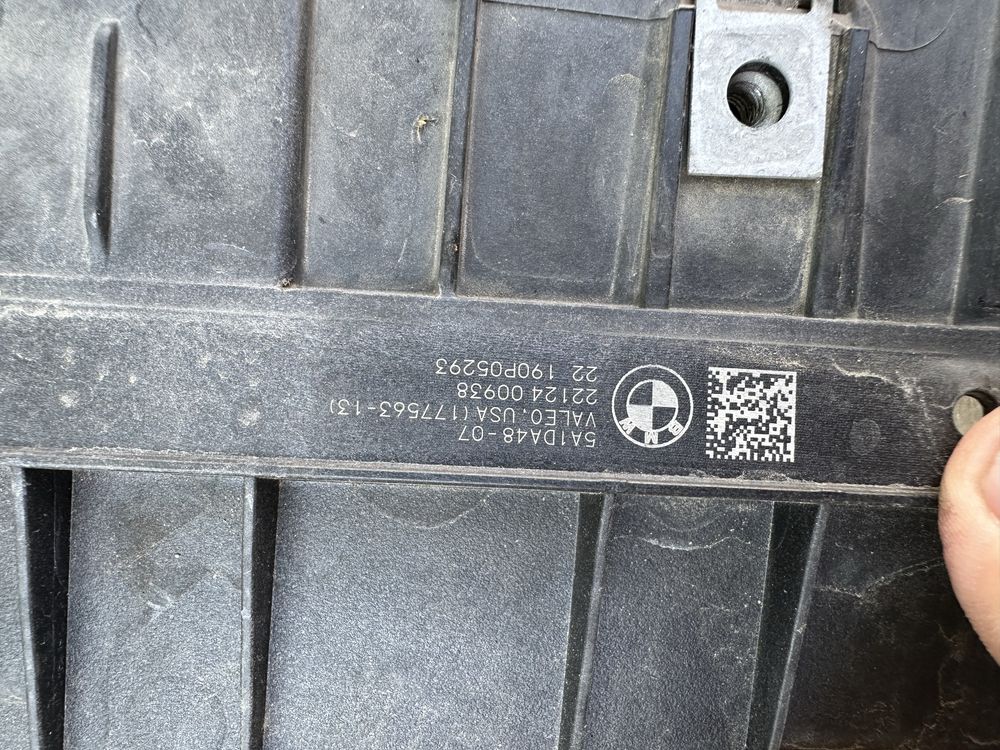 5A1DA48-07
VALEO, USA (177563-13)
22124 00938
22 190P05293
BMW